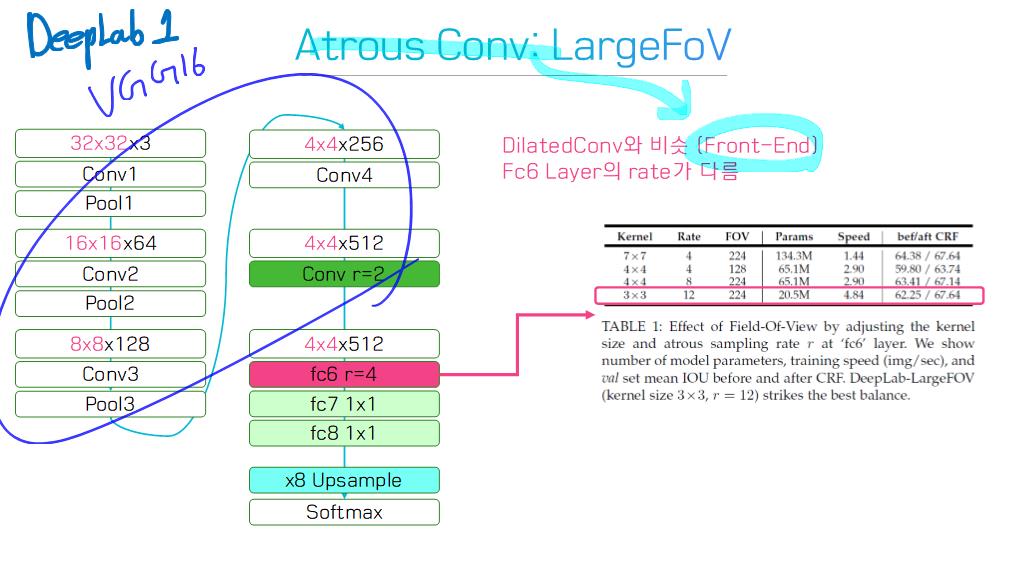 DeepLab 1
VGG16
Atrous Conv: LargeFoV
32x32x3
Conv1
Pool1
16x16x64
Conv2
Pool2
8x8x128
Conv3
Pool3
4x4x256
Conv4
4x4x512
Conv r=2
4x4x512
fc6 r=4
fc7 1x1
fc8 1x1
x8 Upsample
Softmax
DilatedConv와 비슷 (Front-End)
Fc6 Layer의 rate가 다름
Kernel Rate FOV Params Speed bef/aft CRF
7×7 4 224 134.3M 1.44 64.38 / 67.64
4×4 4 128 65.1M 2.90 59.80 / 63.74
4×4 8 224 65.1M 2.90 63.41 / 67.14
3×3 12 224 20.5M 4.84 62.25 / 67.64
TABLE 1: Effect of Field-Of-View by adjusting the kernel
size and atrous sampling rate r at 'fc6' layer. We show
number of model parameters, training speed (img/sec), and
val set mean IOU before and after CRF. DeepLab-LargeFOV
(kernel size 3×3, r = 12) strikes the best balance.